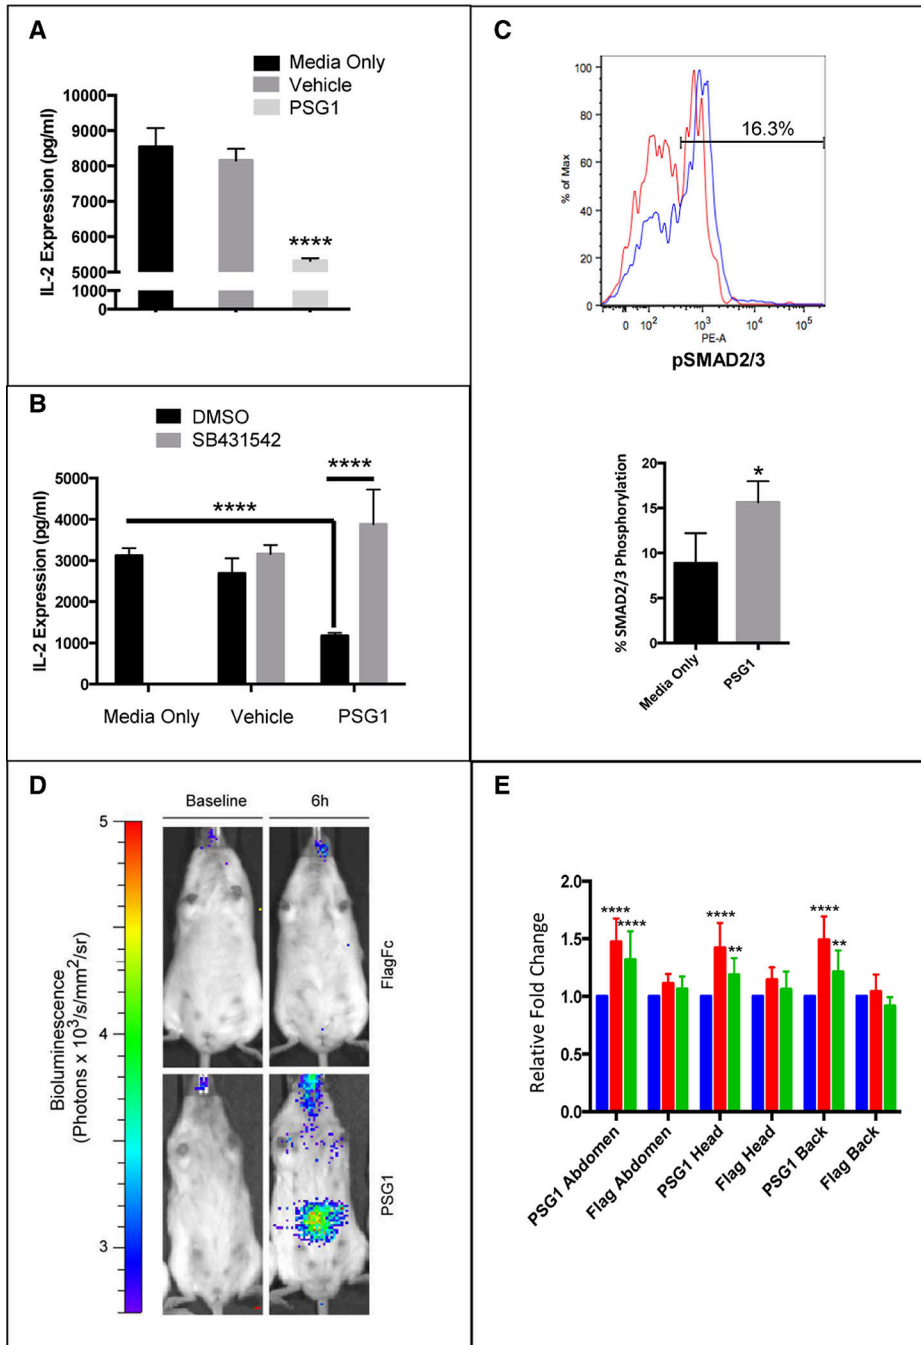 A
Media Only
Vehicle
PSG1
IL-2 Expression (pg/ml)
10000
9000
8000
7000
6000
5000
1000
0
****
B
DMSO
SB431542
IL-2 Expression (pg/ml)
5000
4000
3000
2000
1000
0
****
****
Media Only
Vehicle
PSG1
C
% of Max
100
80
60
40
20
0
16.3%
0
10²
10³
10⁴
10⁵
PE-A
pSMAD2/3
% SMAD2/3 Phosphorylation
20
15
10
5
0
*
Media Only
PSG1
D
Baseline
6h
Bioluminescence
(Photons x 10³/s/mm²/sr)
5
4
3
FlagFc
PSG1
E
Relative Fold Change
2.0
1.5
1.0
0.5
0.0
****
****
****
**
****
**
PSG1 Abdomen
Flag Abdomen
PSG1 Head
Flag Head
PSG1 Back
Flag Back